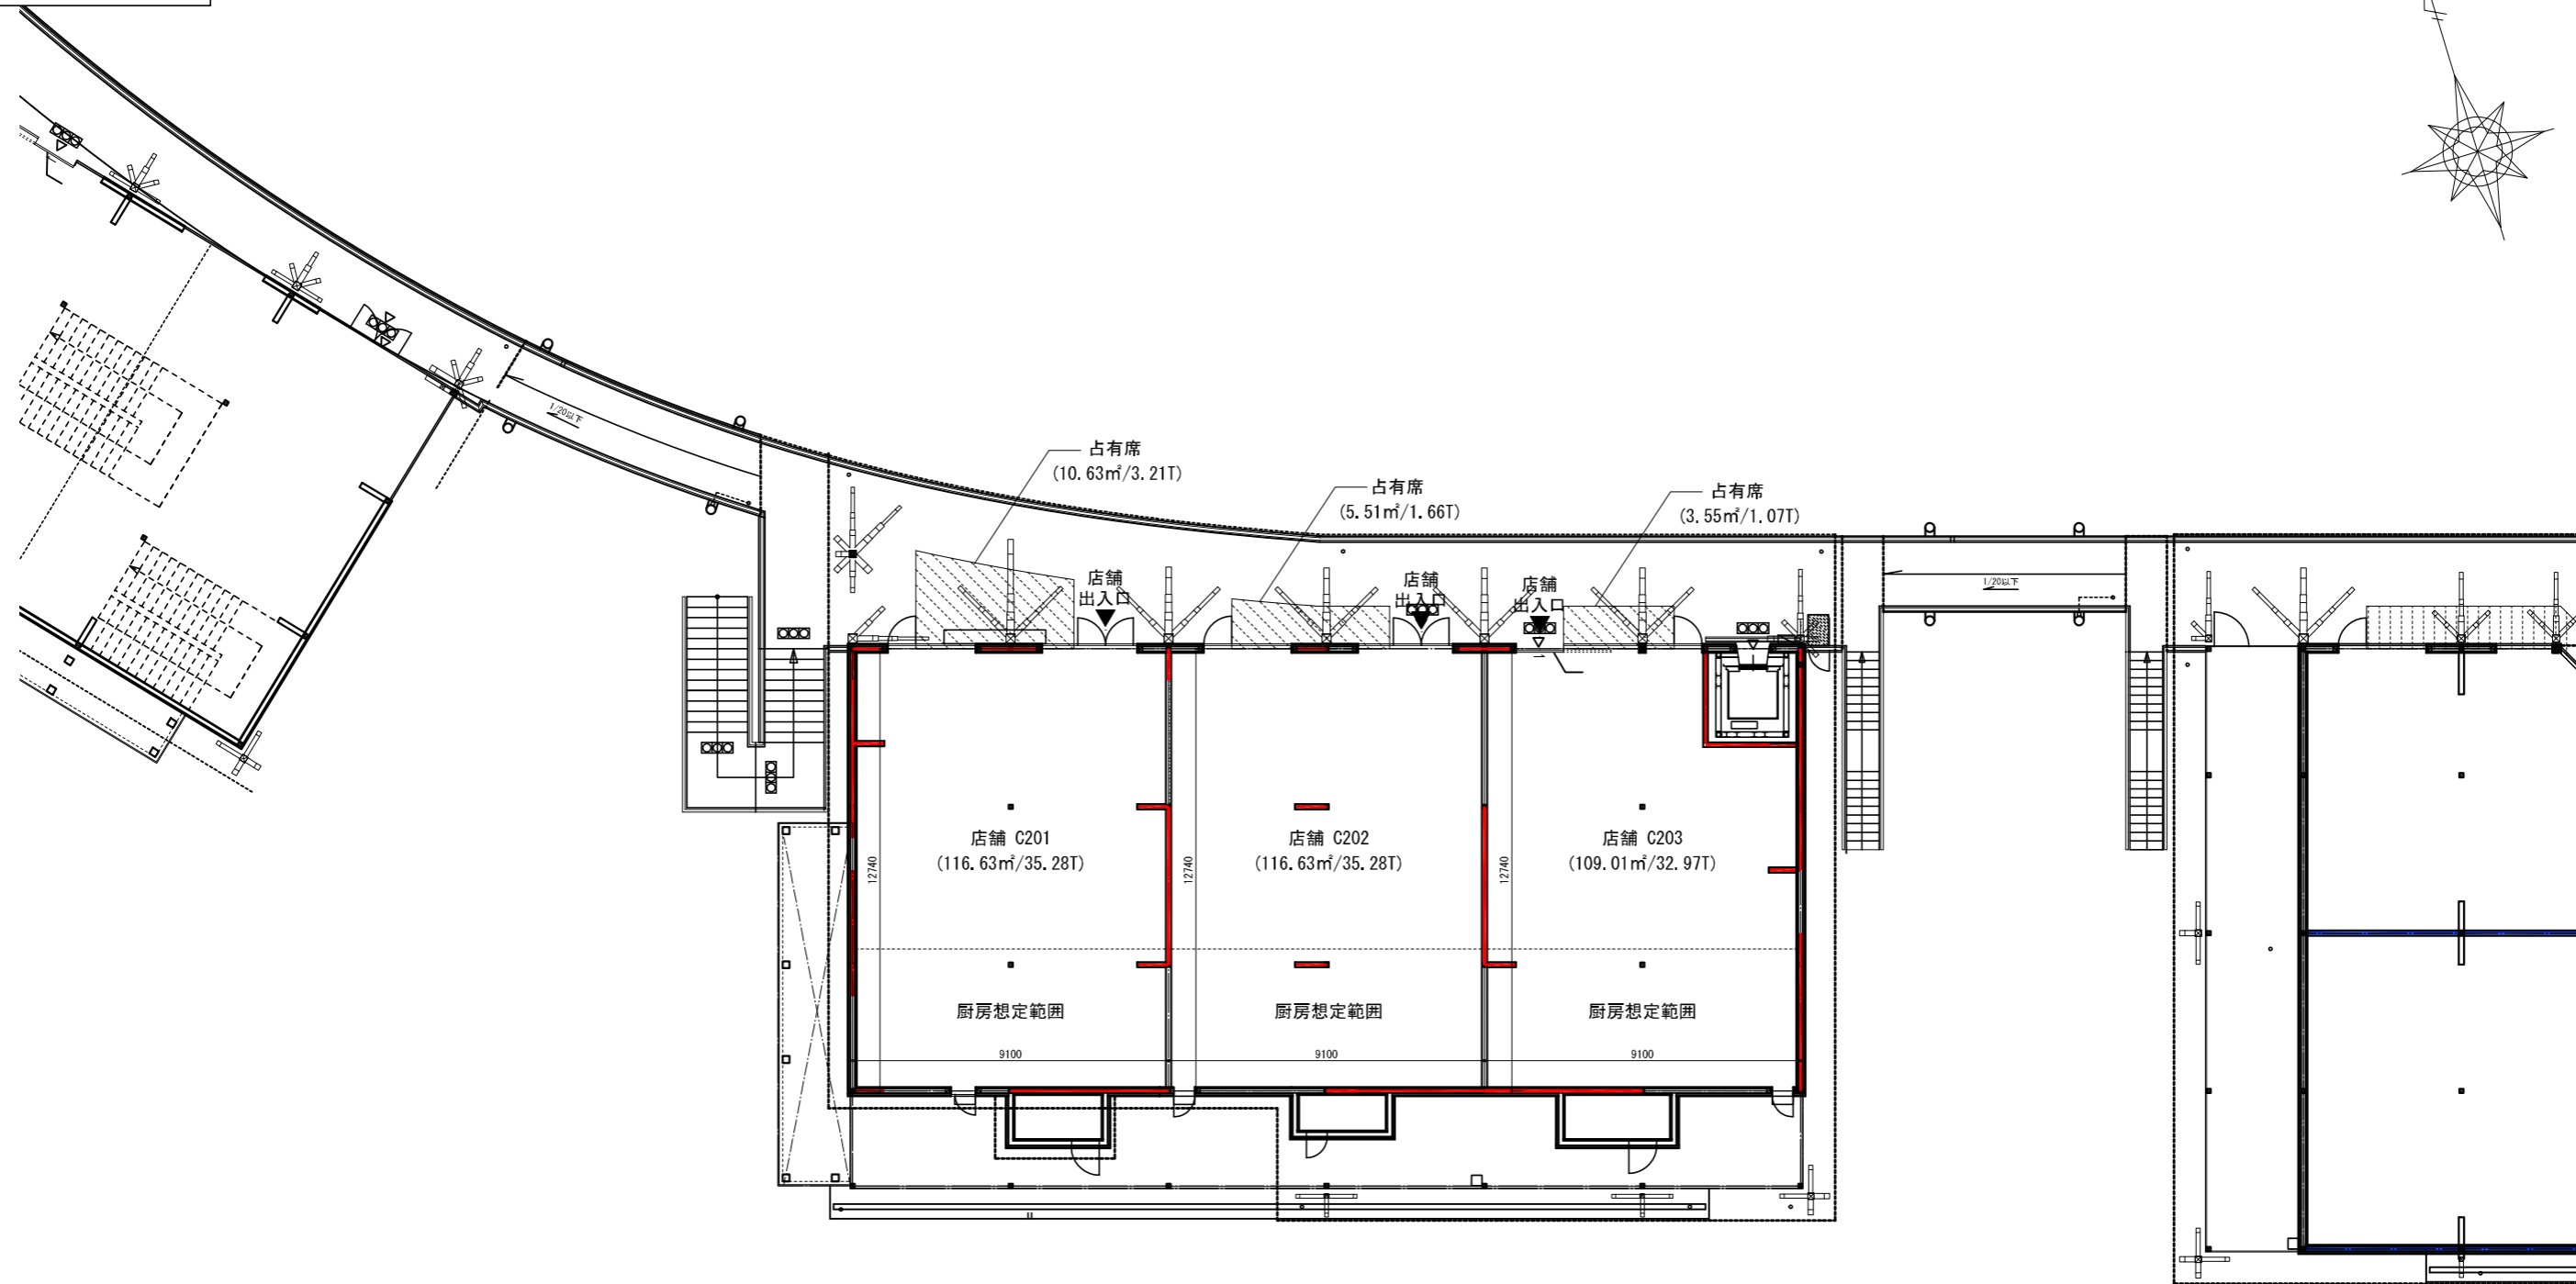 1/20以下
占有席
(10.63㎡/3.21T)
占有席
(5.51㎡/1.66T)
占有席
(3.55㎡/1.07T)
店舗
出入口
店舗
出入口
店舗
出入口
1/20以下
店舗 C201
(116.63㎡/35.28T)
店舗 C202
(116.63㎡/35.28T)
店舗 C203
(109.01㎡/32.97T)
12740
12740
12740
厨房想定範囲
厨房想定範囲
厨房想定範囲
9100
9100
9100